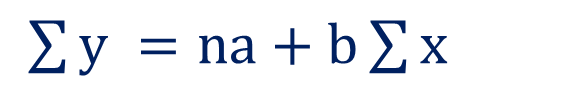 ∑ y = na + b ∑ x